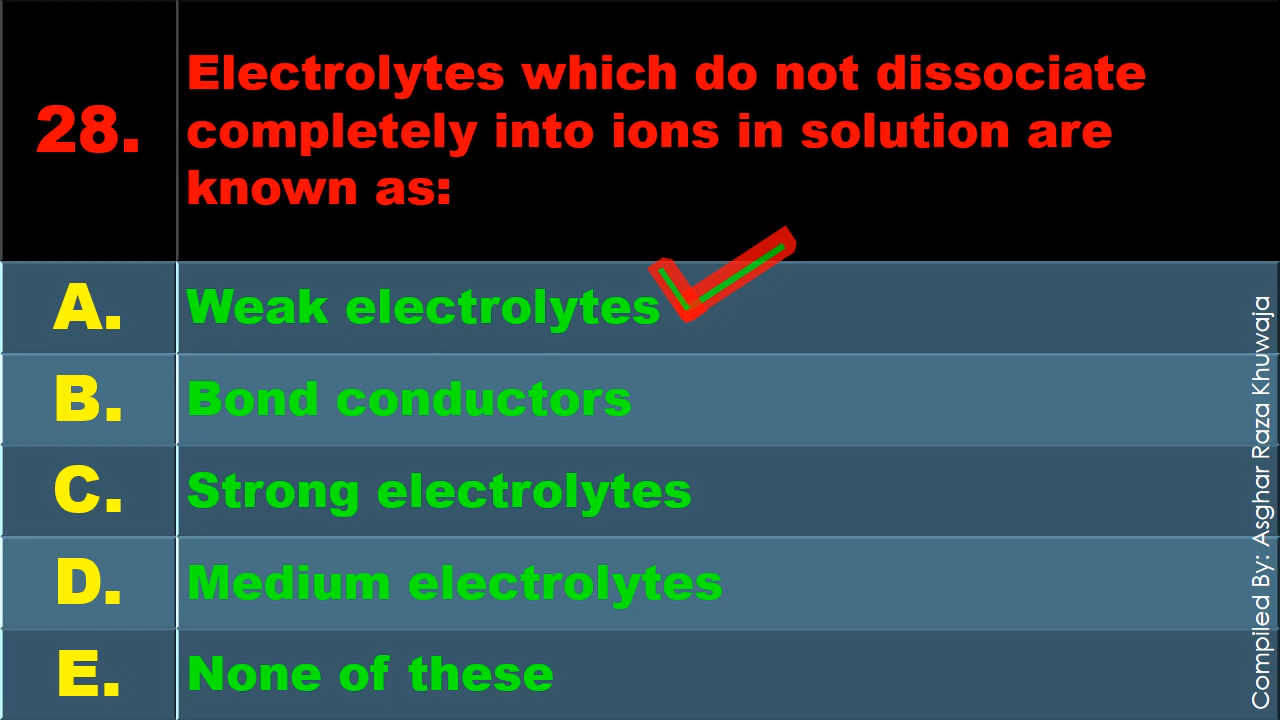 28.
Electrolytes which do not dissociate
completely into ions in solution are
known as:
A. Weak electrolytes
B. Bond conductors
C. Strong electrolytes
D. Medium electrolytes
E. None of these
Compiled By: Asghar Raza Khuwaja